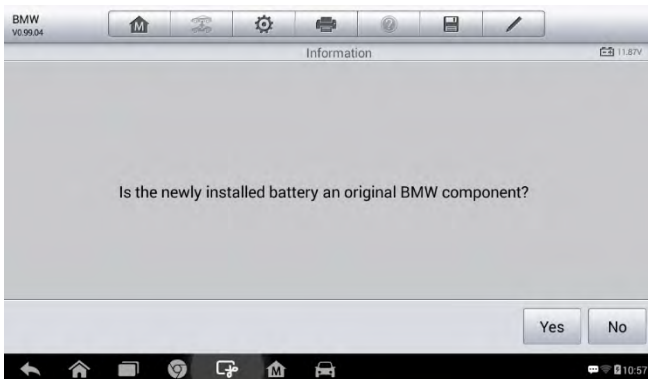 BMW
V0.99.04
Information
11.87V
Is the newly installed battery an original BMW component?
Yes
No
10:57